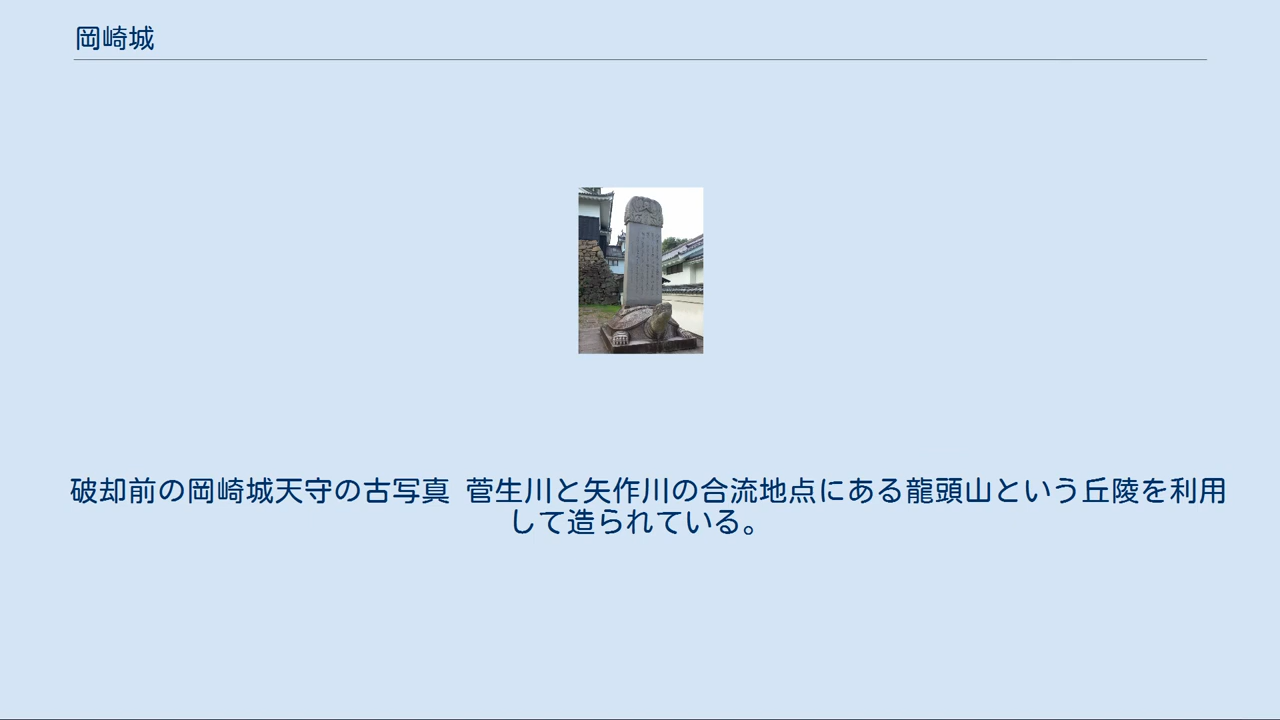 岡崎城
破却前の岡崎城天守の古写真 菅生川と矢作川の合流地点にある龍頭山という丘陵を利用
して造られている。